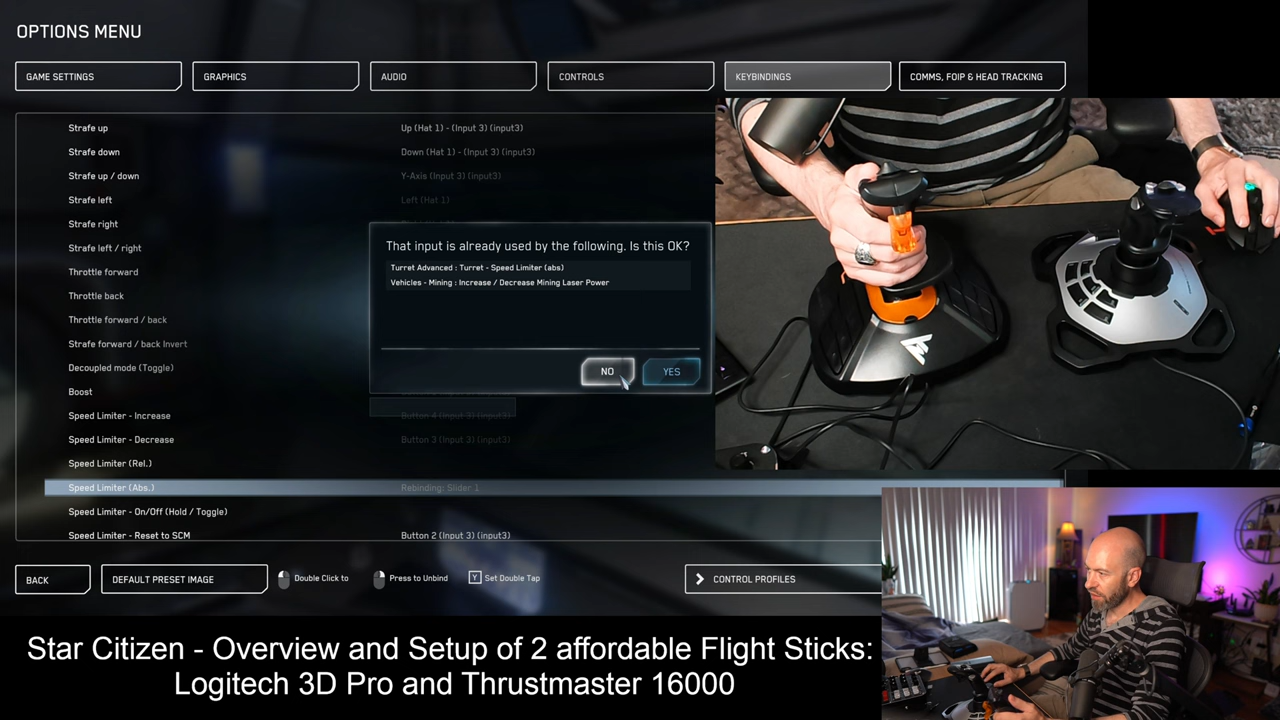 OPTIONS MENU
GAME SETTINGS
GRAPHICS
AUDIO
CONTROLS
KEYBINDINGS
COMMS, FOIP & HEAD TRACKING
Strafe up
Up (Hat 1) - (Input 3) (input3)
Strafe down
Down (Hat 1) - (Input 3) (input3)
Strafe up / down
Y-Axis (Input 3) (input3)
Strafe left
Left (Hat 1)
Strafe right
Strafe left / right
Throttle forward
Throttle back
Throttle forward / back
Strafe forward / back Invert
Decoupled mode (Toggle)
Boost
That input is already used by the following. Is this OK?
Turret Advanced : Turret - Speed Limiter (abs)
Vehicles - Mining : Increase / Decrease Mining Laser Power
NO
YES
Speed Limiter - Increase
Button 4 (Input 3) (input3)
Speed Limiter - Decrease
Button 3 (Input 3) (input3)
Speed Limiter (Rel.)
Speed Limiter (Abs.)
Rebinding: Slider 1
Speed Limiter - On/Off (Hold / Toggle)
Speed Limiter - Reset to SCM
Button 2 (Input 3) (input3)
BACK
DEFAULT PRESET IMAGE
Double Click to
Press to Unbind
Y
Set Double Tap
CONTROL PROFILES
Star Citizen - Overview and Setup of 2 affordable Flight Sticks:
Logitech 3D Pro and Thrustmaster 16000